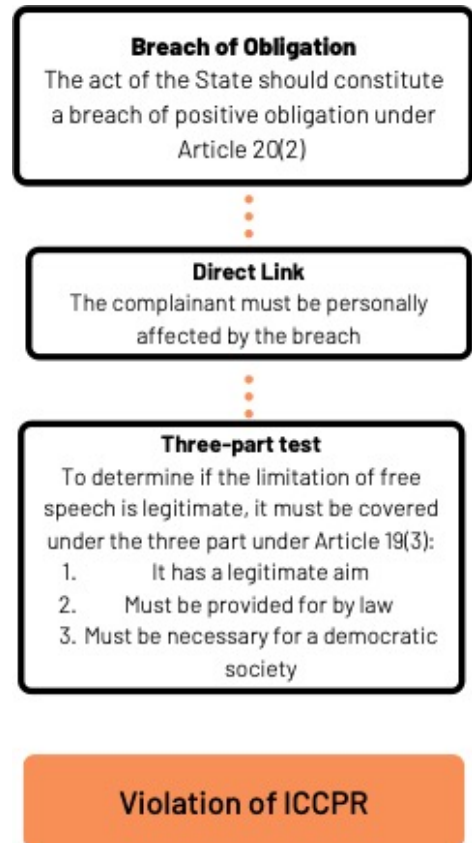 Breach of Obligation
The act of the State should constitute
a breach of positive obligation under
Article 20(2)
Direct Link
The complainant must be personally
affected by the breach
Three-part test
To determine if the limitation of free
speech is legitimate, it must be covered
under the three part under Article 19(3):
1. It has a legitimate aim
2. Must be provided for by law
3. Must be necessary for a democratic
society
Violation of ICCPR